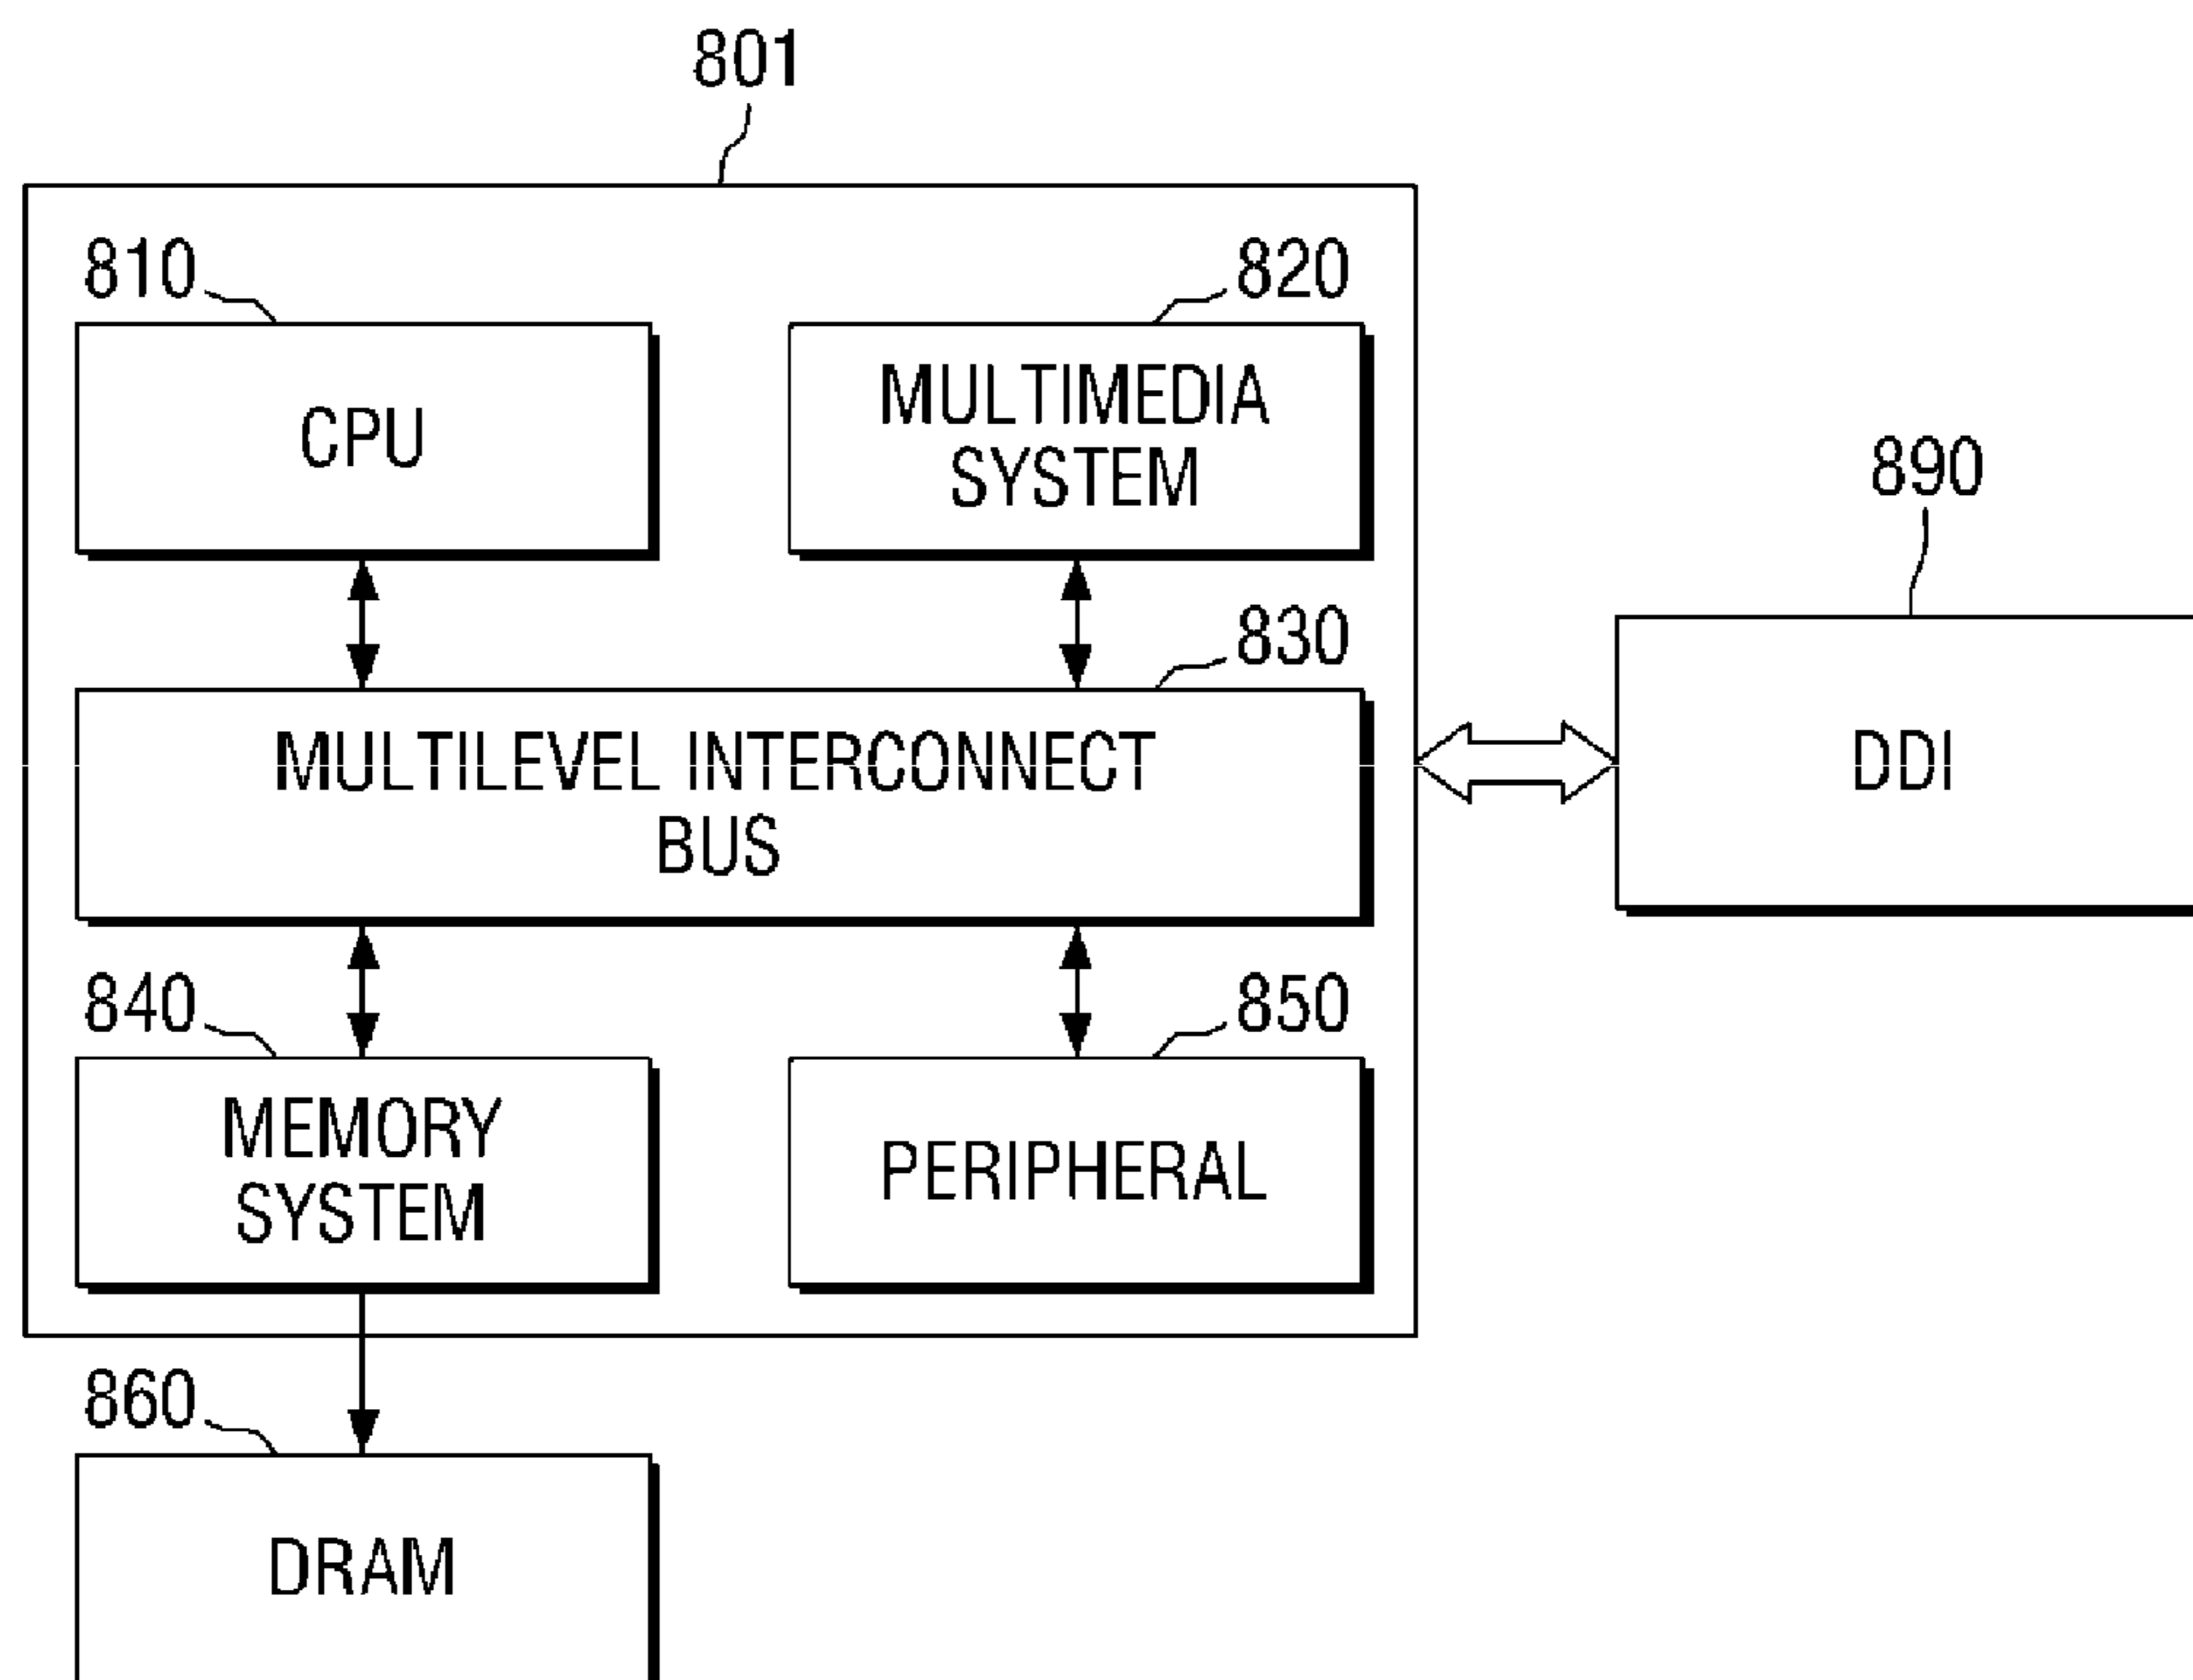 801
810
820
CPU
MULTIMEDIA
SYSTEM
890
830
MULTILEVEL INTERCONNECT
BUS
DDI
840
850
MEMORY
SYSTEM
PERIPHERAL
860
DRAM